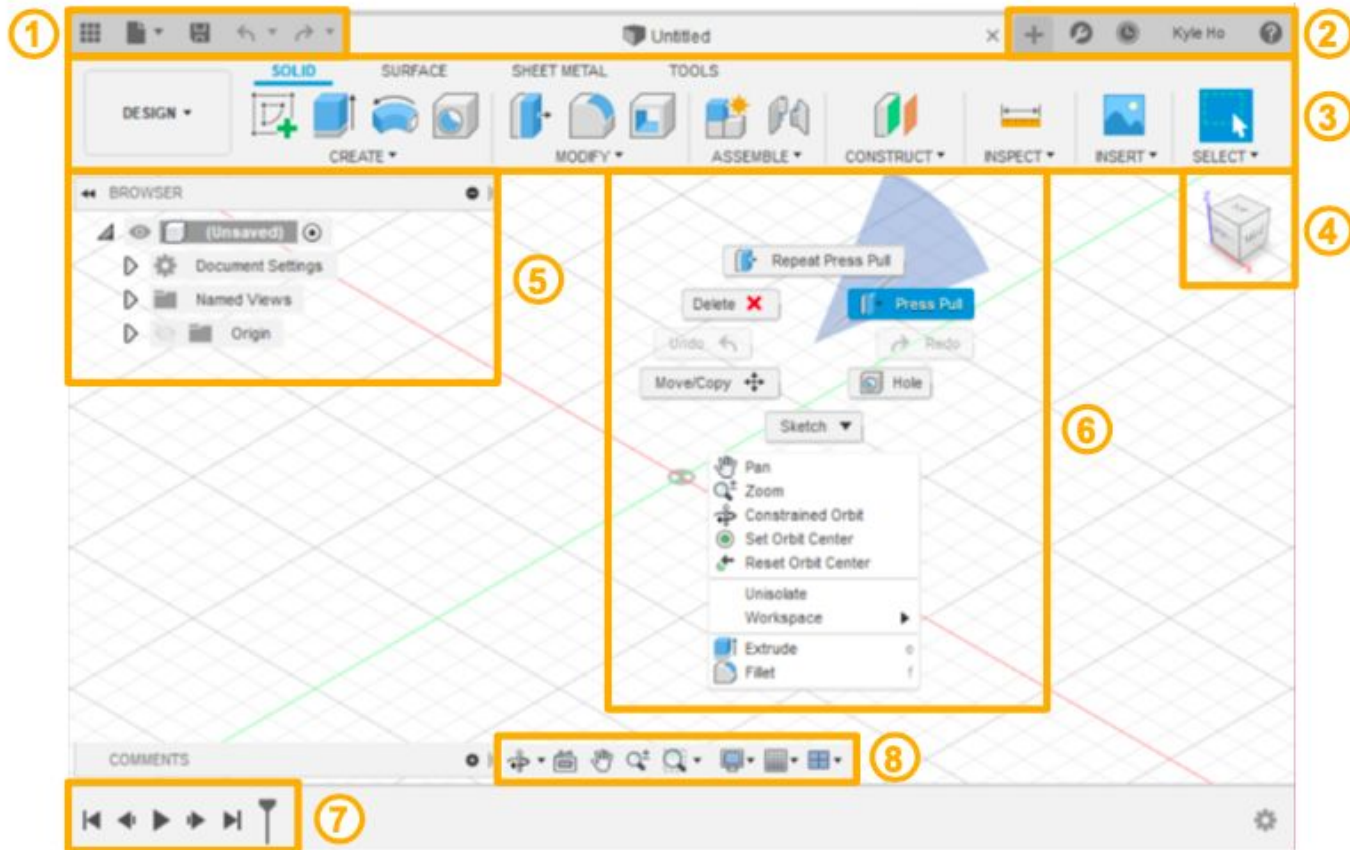 1
Untitled
Kyle Ho
2
SOLID SURFACE SHEET METAL TOOLS
DESIGN
3
CREATE MODIFY ASSEMBLE CONSTRUCT INSPECT INSERT SELECT
BROWSER
4
(Unsaved)
Document Settings
Named Views
Origin
5
Repeat Press Pull
Delete Press Pull
Undo Redo
Move/Copy Hole
Sketch
6
Pan
Zoom
Constrained Orbit
Set Orbit Center
Reset Orbit Center
Unisolate
Workspace
Extrude e
Fillet f
COMMENTS
8
7